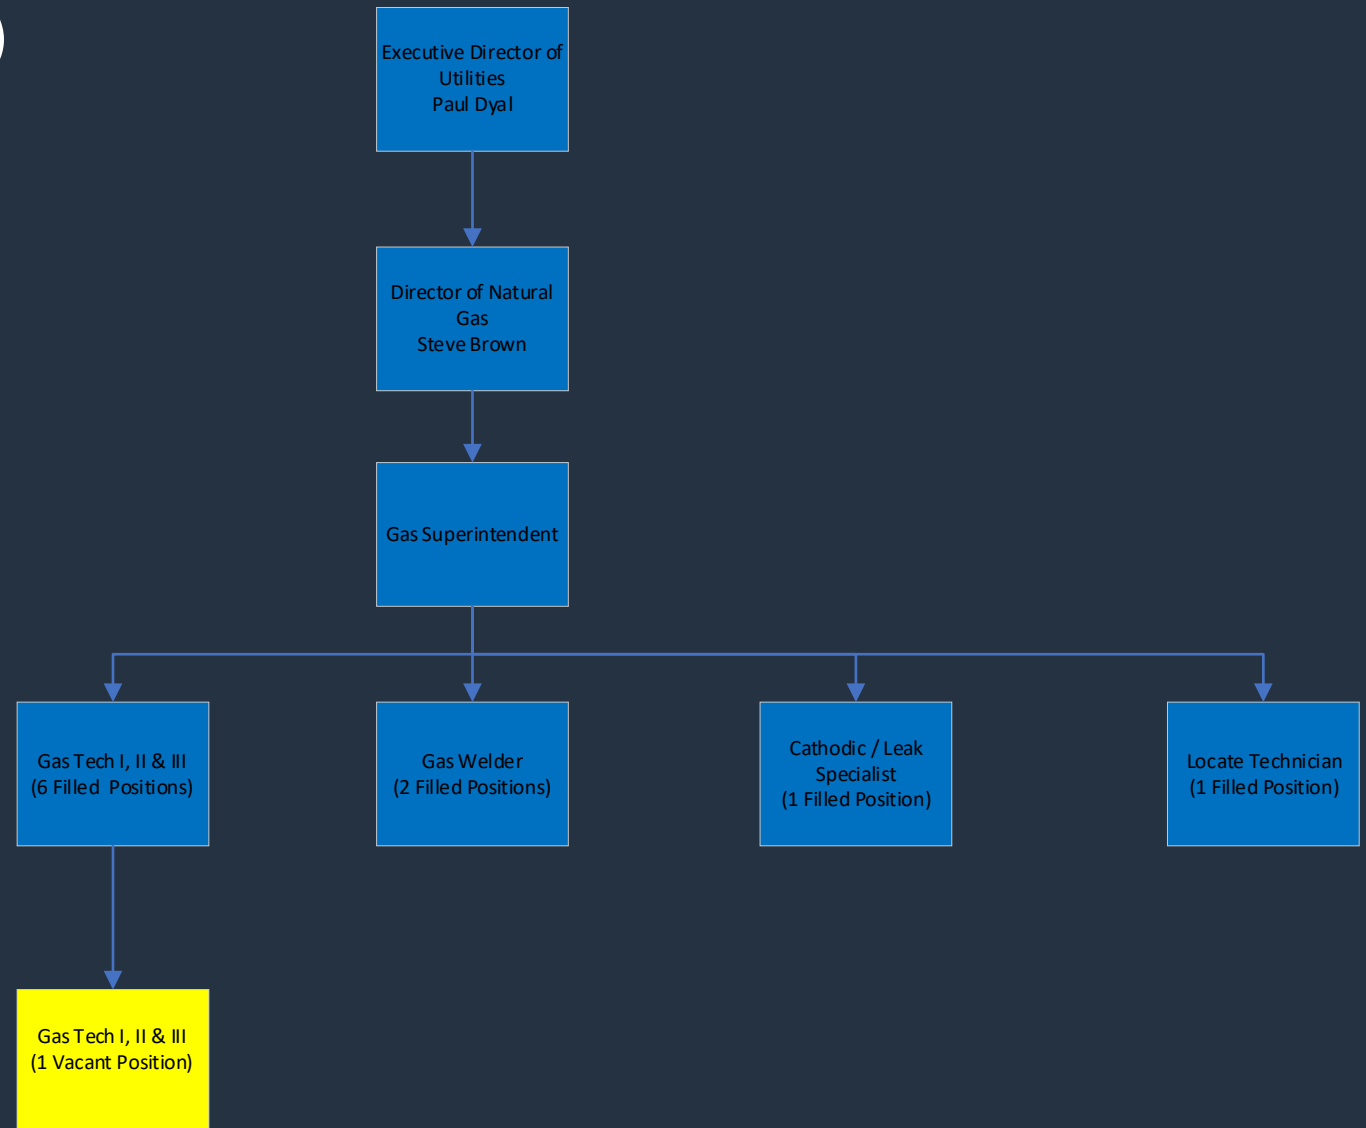 Executive Director of
Utilities
Paul Dyal
Director of Natural
Gas
Steve Brown
Gas Superintendent
Gas Tech I, II & III
(6 Filled  Positions)
Gas Welder
(2 Filled Positions)
Cathodic / Leak
Specialist
(1 Filled Position)
Locate Technician
(1 Filled Position)
Gas Tech I, II & III
(1 Vacant Position)